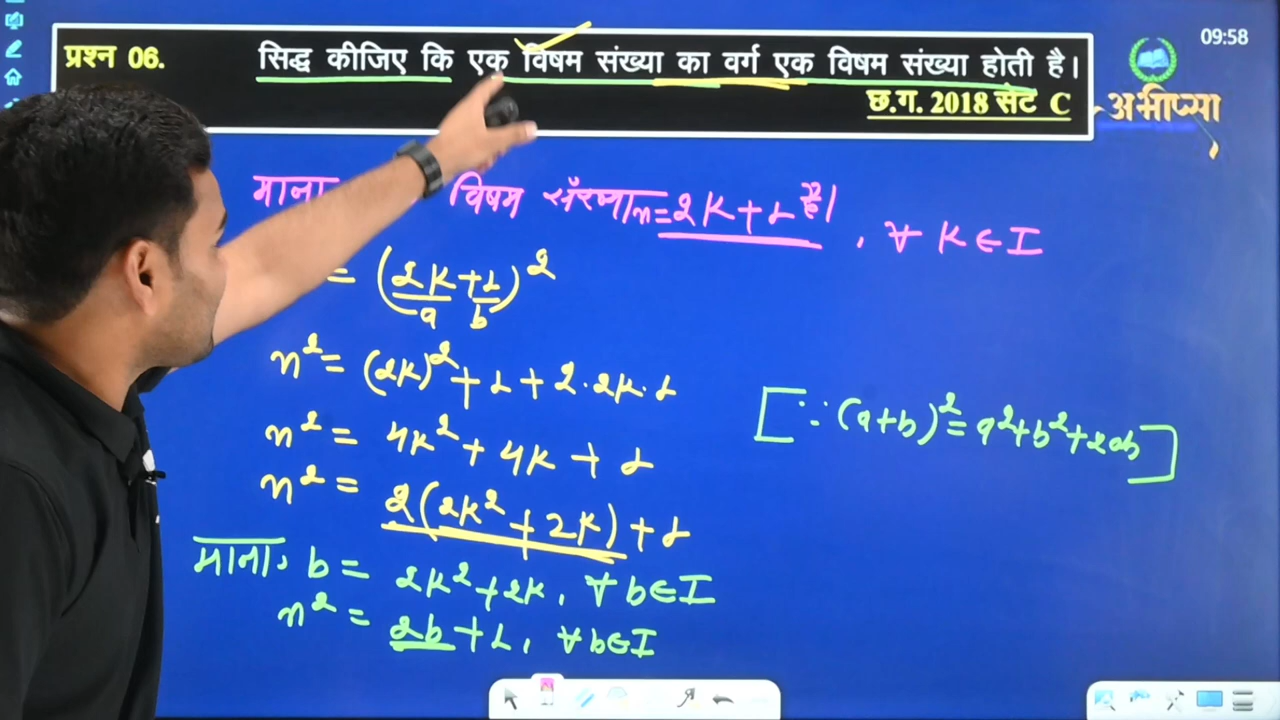 09:58
प्रश्न 06. सिद्ध कीजिए कि एक विषम संख्या का वर्ग एक विषम संख्या होती है।
छ.ग. 2018 सेट C
अभीप्सा
माना विषम संख्या n = 2K+1 है। , ∀ K ∈ I
= (2K+1)²
a b
n² = (2K)² + 1 + 2·2K·1
[∵ (a+b)² = a²+b²+2ab]
n² = 4K² + 4K + 1
n² = 2(2K² + 2K) + 1
माना, b = 2K²+2K, ∀ b ∈ I
n² = 2b + 1, ∀ b ∈ I